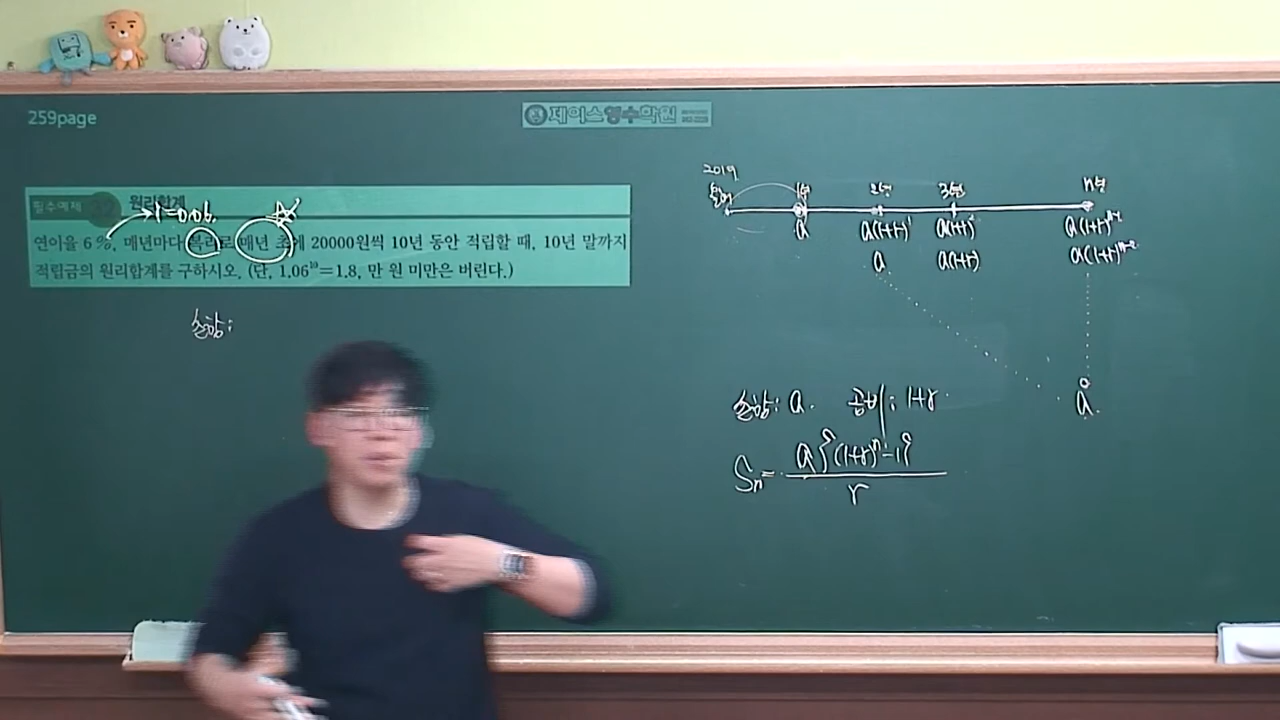 259page
제이스영수학원
필수예제 원리합계
r=0.06.
연이율 6%, 매년마다 복리로 매년 초에 20000원씩 10년 동안 적립할 때, 10년 말까지
적립금의 원리합계를 구하시오. (단, 1.06¹⁰=1.8, 만 원 미만은 버린다.)
초항:
2019
1년 2년 3년 n년
a a(1+r)¹ a(1+r)² a(1+r)ⁿ⁻¹
a a(1+r) a(1+r)ⁿ⁻²
a.
초항: a. 공비: 1+r
Sₙ= a{(1+r)ⁿ-1} / r